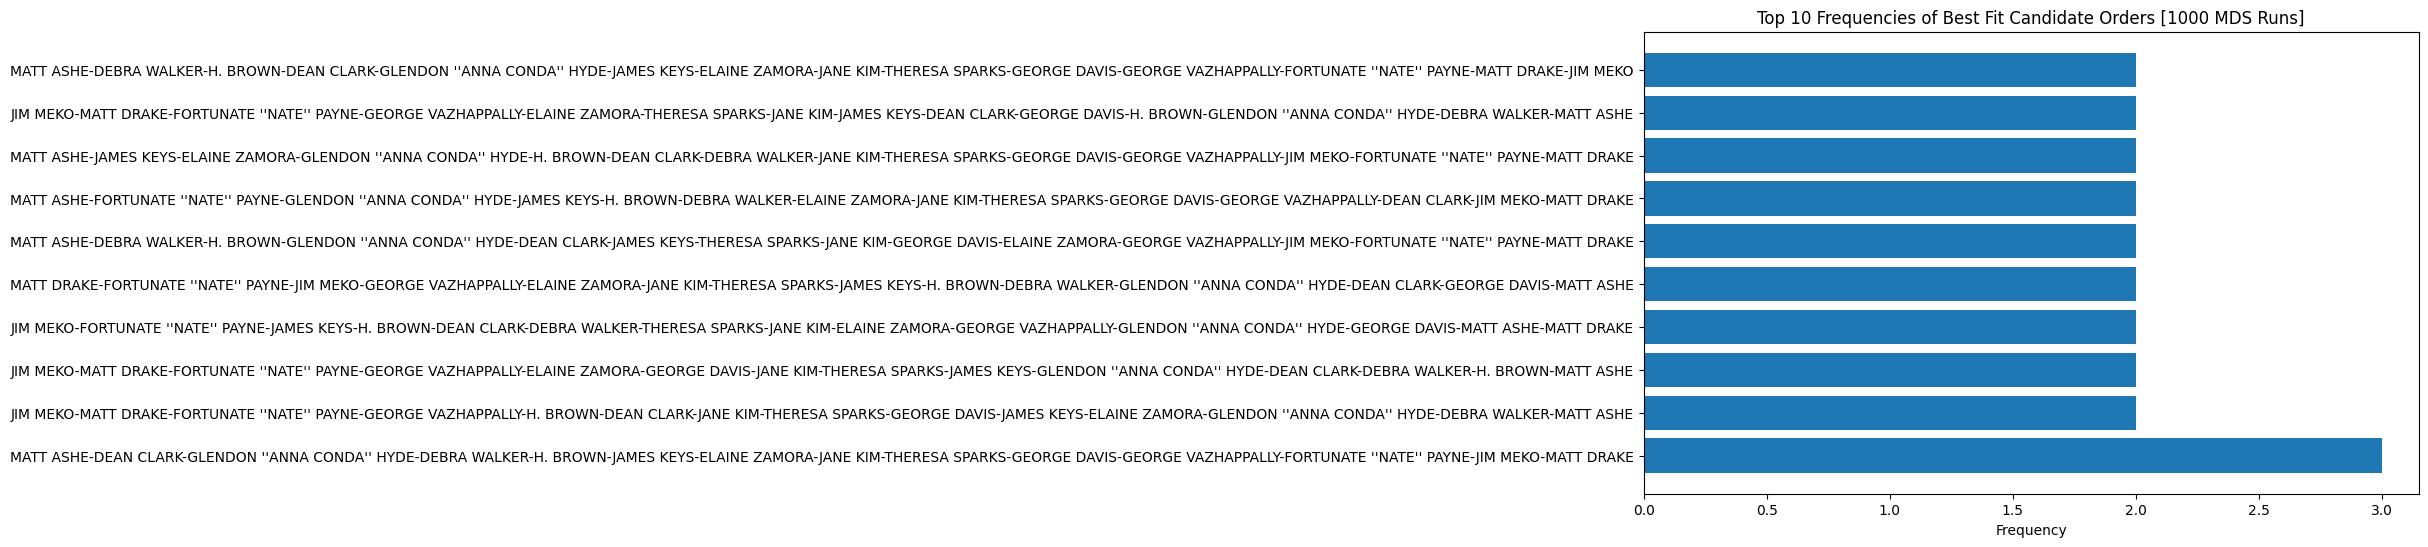 Top 10 Frequencies of Best Fit Candidate Orders [1000 MDS Runs]
MATT ASHE-DEBRA WALKER-H. BROWN-DEAN CLARK-GLENDON ''ANNA CONDA'' HYDE-JAMES KEYS-ELAINE ZAMORA-JANE KIM-THERESA SPARKS-GEORGE DAVIS-GEORGE VAZHAPPALLY-FORTUNATE ''NATE'' PAYNE-MATT DRAKE-JIM MEKO
JIM MEKO-MATT DRAKE-FORTUNATE ''NATE'' PAYNE-GEORGE VAZHAPPALLY-ELAINE ZAMORA-THERESA SPARKS-JANE KIM-JAMES KEYS-DEAN CLARK-GEORGE DAVIS-H. BROWN-GLENDON ''ANNA CONDA'' HYDE-DEBRA WALKER-MATT ASHE
MATT ASHE-JAMES KEYS-ELAINE ZAMORA-GLENDON ''ANNA CONDA'' HYDE-H. BROWN-DEAN CLARK-DEBRA WALKER-JANE KIM-THERESA SPARKS-GEORGE DAVIS-GEORGE VAZHAPPALLY-JIM MEKO-FORTUNATE ''NATE'' PAYNE-MATT DRAKE
MATT ASHE-FORTUNATE ''NATE'' PAYNE-GLENDON ''ANNA CONDA'' HYDE-JAMES KEYS-H. BROWN-DEBRA WALKER-ELAINE ZAMORA-JANE KIM-THERESA SPARKS-GEORGE DAVIS-GEORGE VAZHAPPALLY-DEAN CLARK-JIM MEKO-MATT DRAKE
MATT ASHE-DEBRA WALKER-H. BROWN-GLENDON ''ANNA CONDA'' HYDE-DEAN CLARK-JAMES KEYS-THERESA SPARKS-JANE KIM-GEORGE DAVIS-ELAINE ZAMORA-GEORGE VAZHAPPALLY-JIM MEKO-FORTUNATE ''NATE'' PAYNE-MATT DRAKE
MATT DRAKE-FORTUNATE ''NATE'' PAYNE-JIM MEKO-GEORGE VAZHAPPALLY-ELAINE ZAMORA-JANE KIM-THERESA SPARKS-JAMES KEYS-H. BROWN-DEBRA WALKER-GLENDON ''ANNA CONDA'' HYDE-DEAN CLARK-GEORGE DAVIS-MATT ASHE
JIM MEKO-FORTUNATE ''NATE'' PAYNE-JAMES KEYS-H. BROWN-DEAN CLARK-DEBRA WALKER-THERESA SPARKS-JANE KIM-ELAINE ZAMORA-GEORGE VAZHAPPALLY-GLENDON ''ANNA CONDA'' HYDE-GEORGE DAVIS-MATT ASHE-MATT DRAKE
JIM MEKO-MATT DRAKE-FORTUNATE ''NATE'' PAYNE-GEORGE VAZHAPPALLY-ELAINE ZAMORA-GEORGE DAVIS-JANE KIM-THERESA SPARKS-JAMES KEYS-GLENDON ''ANNA CONDA'' HYDE-DEAN CLARK-DEBRA WALKER-H. BROWN-MATT ASHE
JIM MEKO-MATT DRAKE-FORTUNATE ''NATE'' PAYNE-GEORGE VAZHAPPALLY-H. BROWN-DEAN CLARK-JANE KIM-THERESA SPARKS-GEORGE DAVIS-JAMES KEYS-ELAINE ZAMORA-GLENDON ''ANNA CONDA'' HYDE-DEBRA WALKER-MATT ASHE
MATT ASHE-DEAN CLARK-GLENDON ''ANNA CONDA'' HYDE-DEBRA WALKER-H. BROWN-JAMES KEYS-ELAINE ZAMORA-JANE KIM-THERESA SPARKS-GEORGE DAVIS-GEORGE VAZHAPPALLY-FORTUNATE ''NATE'' PAYNE-JIM MEKO-MATT DRAKE
0.0 0.5 1.0 1.5 2.0 2.5 3.0
Frequency